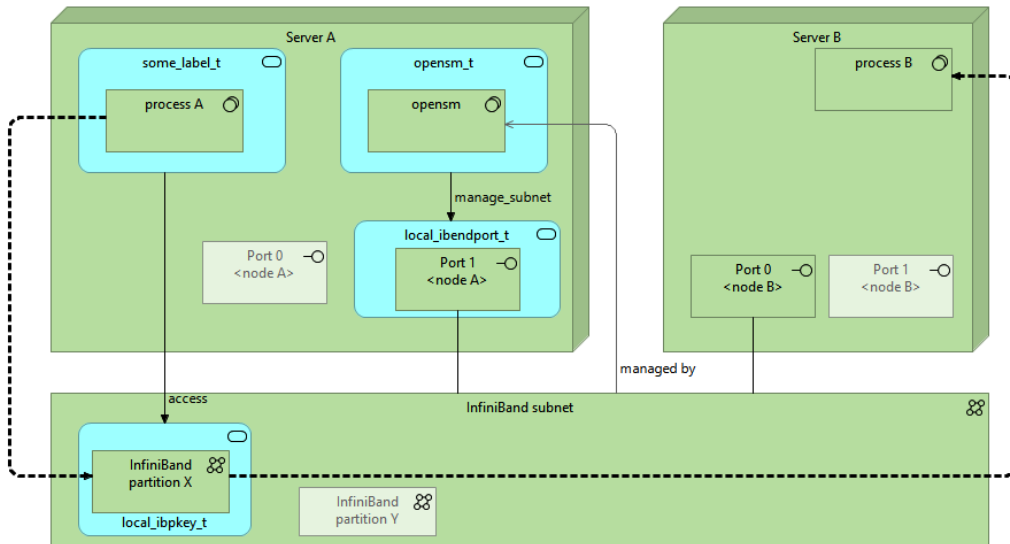 Server A
Server B
some_label_t
process A
opensm_t
opensm
process B
manage_subnet
local_ibendport_t
Port 0
<node A>
Port 1
<node A>
Port 0
<node B>
Port 1
<node B>
managed by
access
InfiniBand subnet
InfiniBand
partition X
local_ibpkey_t
InfiniBand
partition Y